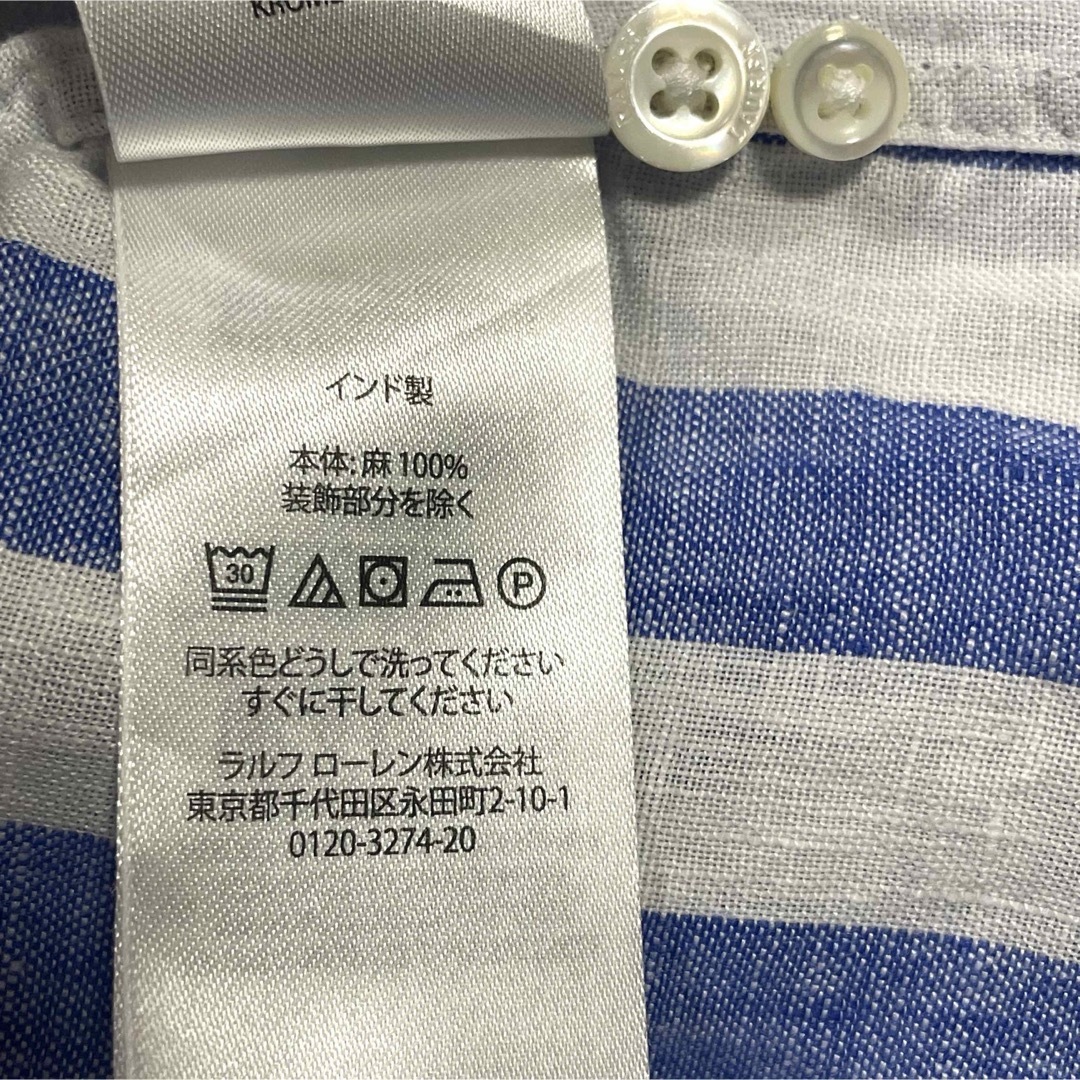 インド製
本体: 麻 100%
装飾部分を除く
30 P
同系色どうしで洗ってください
すぐに干してください
ラルフ ローレン株式会社
東京都千代田区永田町2-10-1
0120-3274-20